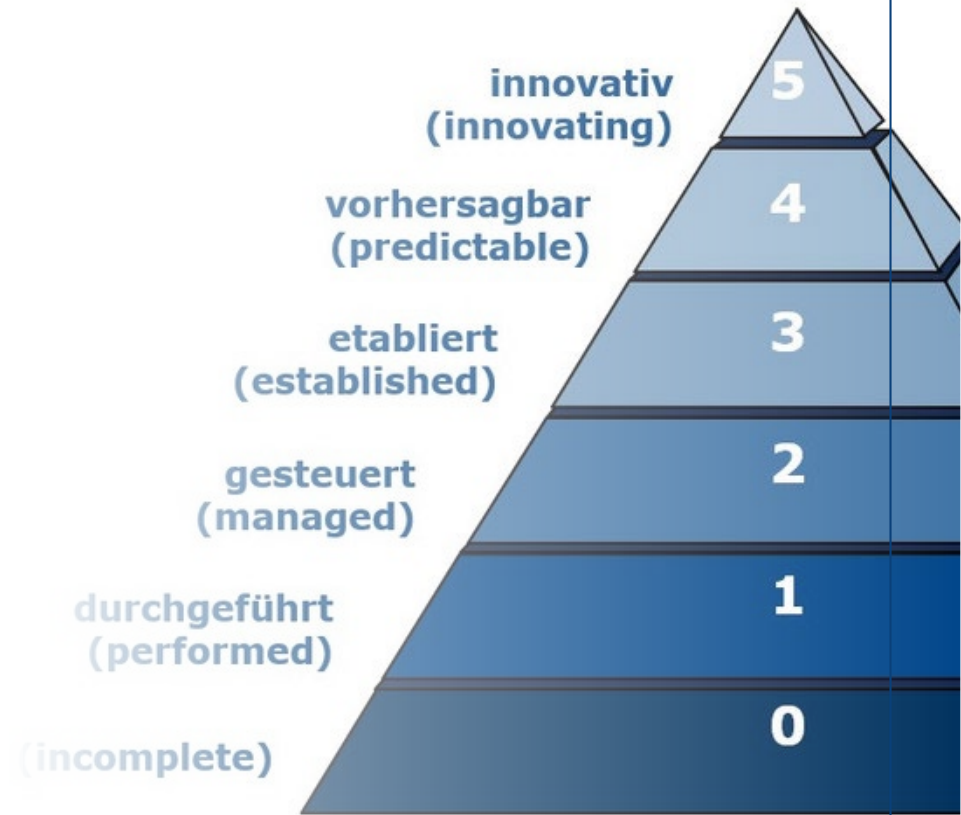 5
innovativ
(innovating)
4
vorhersagbar
(predictable)
3
etabliert
(established)
2
gesteuert
(managed)
1
durchgeführt
(performed)
0
(incomplete)